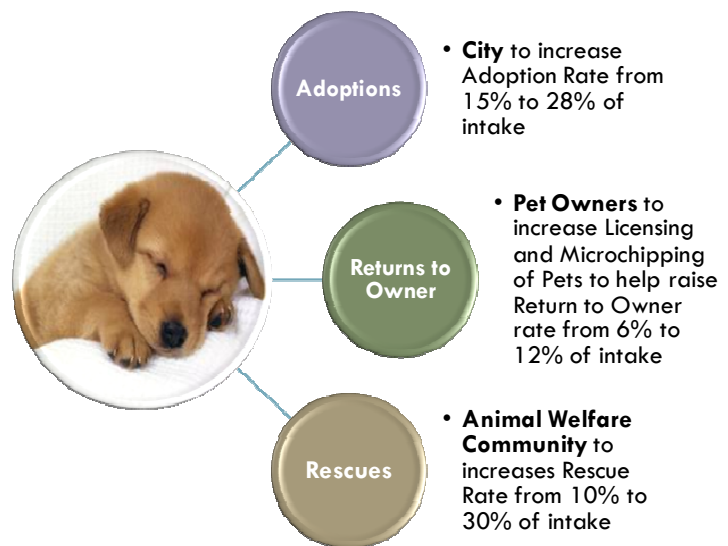 Adoptions
• City to increase
Adoption Rate from
15% to 28% of
intake
Returns to
Owner
• Pet Owners to
increase Licensing
and Microchipping
of Pets to help raise
Return to Owner
rate from 6% to
12% of intake
Rescues
• Animal Welfare
Community to
increases Rescue
Rate from 10% to
30% of intake